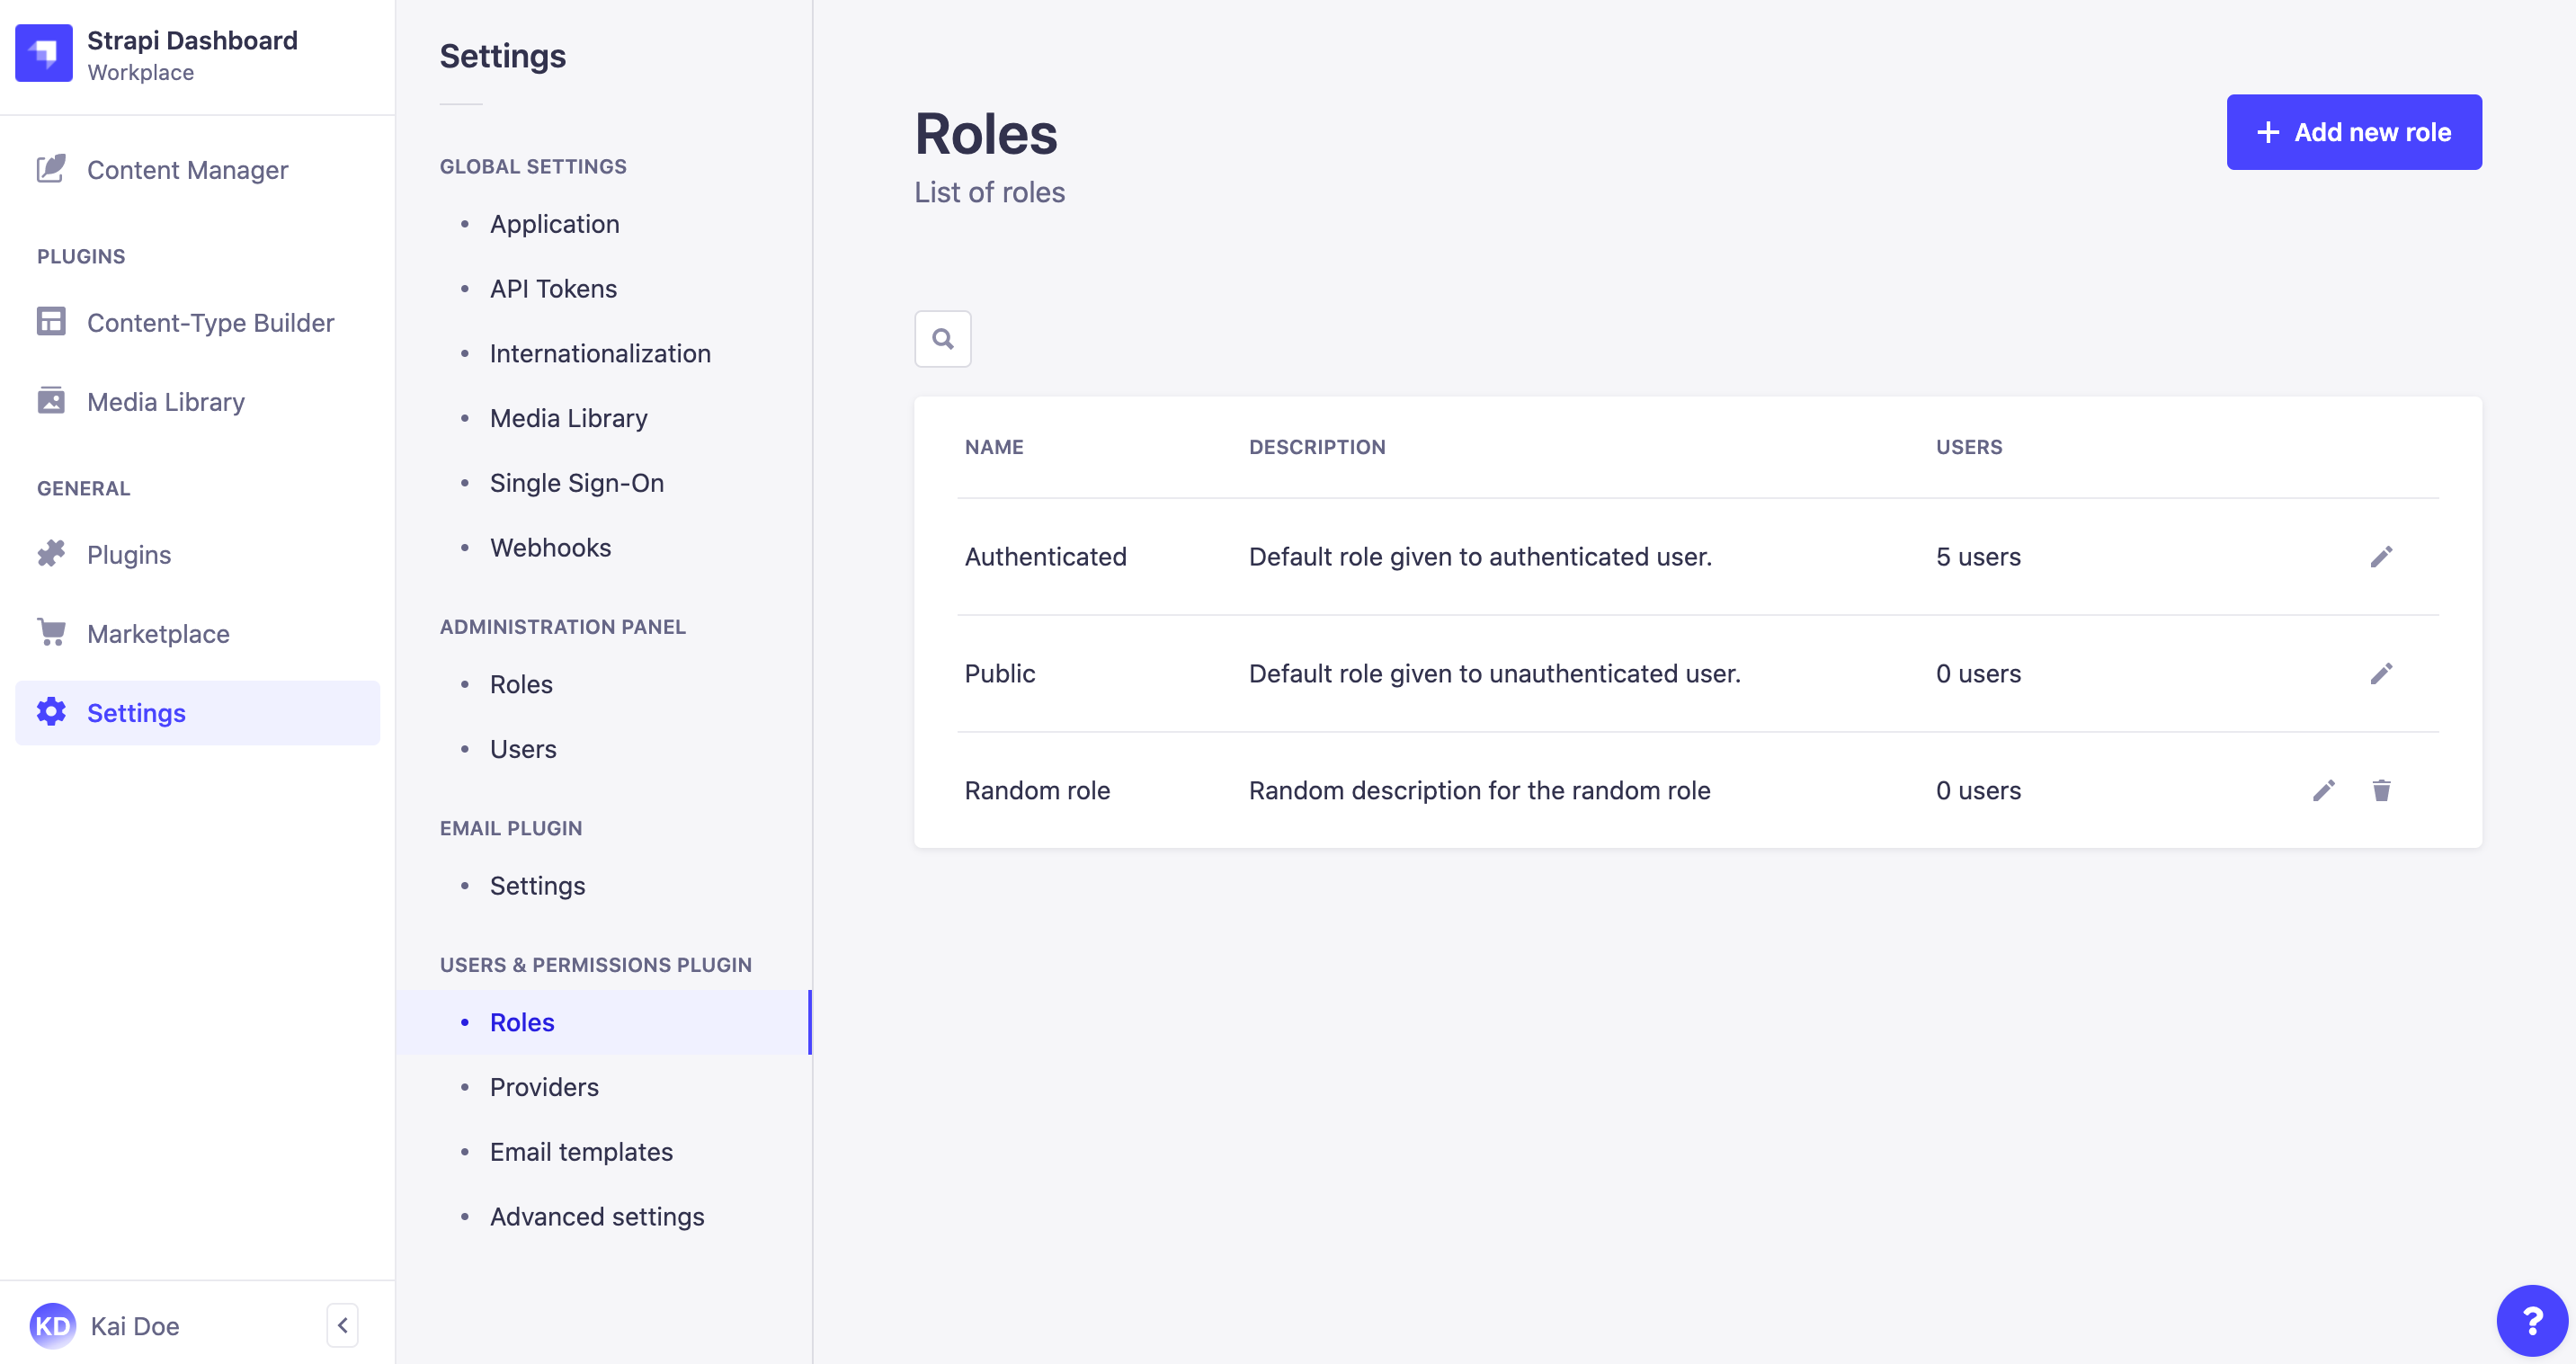 Strapi Dashboard
Workplace
Content Manager
PLUGINS
Content-Type Builder
Media Library
GENERAL
Plugins
Marketplace
Settings
KD Kai Doe
Settings
GLOBAL SETTINGS
Application
API Tokens
Internationalization
Media Library
Single Sign-On
Webhooks
ADMINISTRATION PANEL
Roles
Users
EMAIL PLUGIN
Settings
USERS & PERMISSIONS PLUGIN
Roles
Providers
Email templates
Advanced settings
Roles
List of roles
+ Add new role
NAME DESCRIPTION USERS
Authenticated Default role given to authenticated user. 5 users
Public Default role given to unauthenticated user. 0 users
Random role Random description for the random role 0 users
?